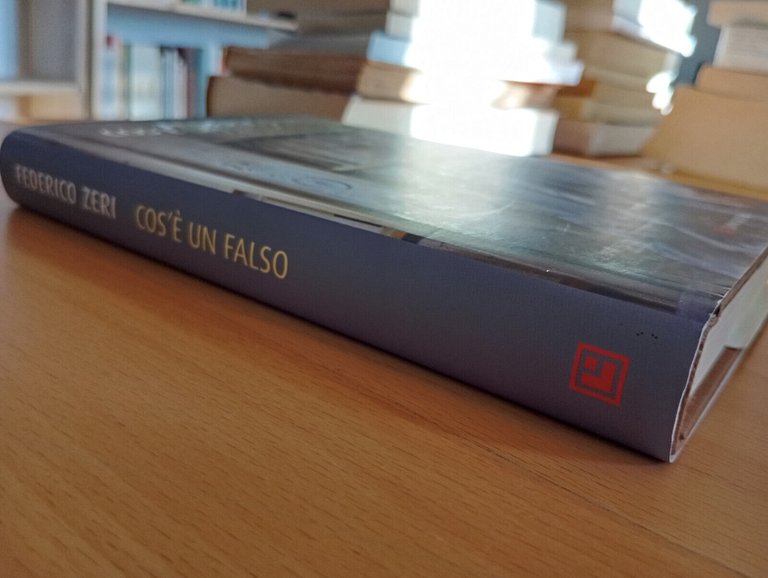 FEDERICO ZERI COS'È UN FALSO